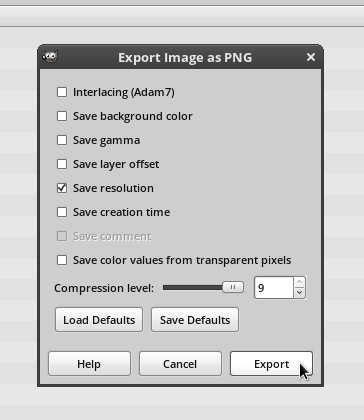 Export Image as PNG
Interlacing (Adam7)
Save background color
Save gamma
Save layer offset
Save resolution
Save creation time
Save comment
Save color values from transparent pixels
Compression level: 9
Load Defaults Save Defaults
Help Cancel Export